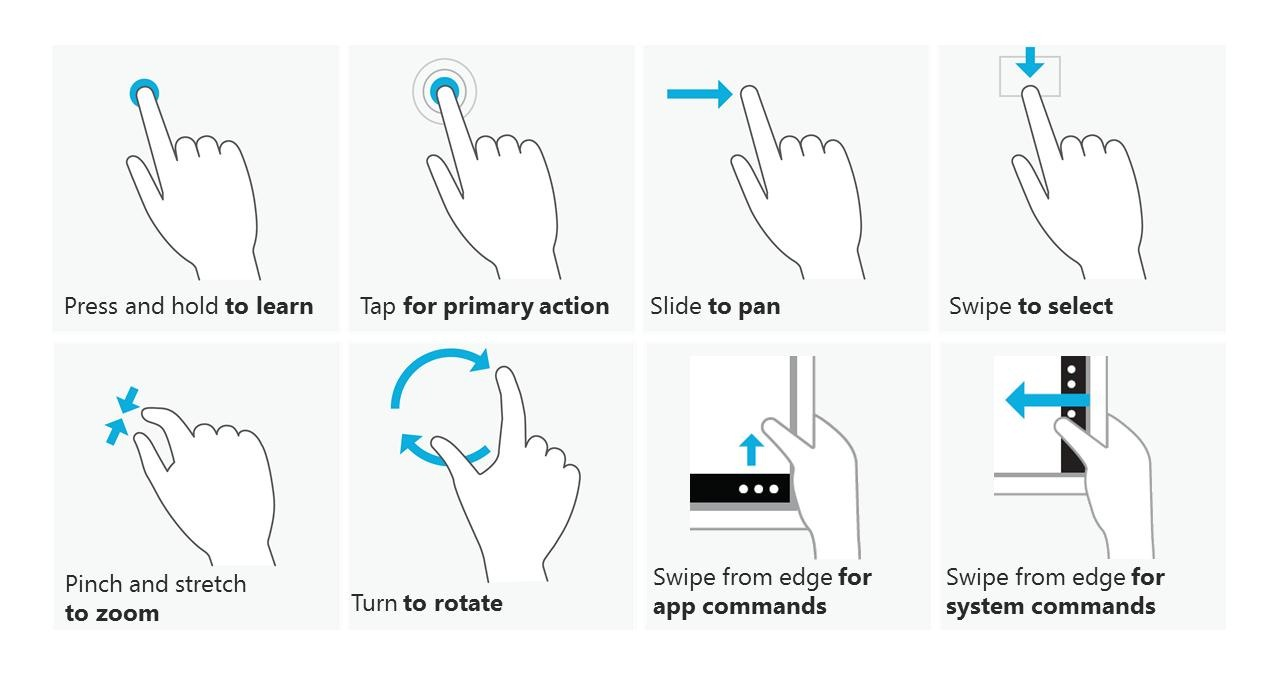 Press and hold to learn
Tap for primary action
Slide to pan
Swipe to select
Pinch and stretch
to zoom
Turn to rotate
Swipe from edge for
app commands
Swipe from edge for
system commands